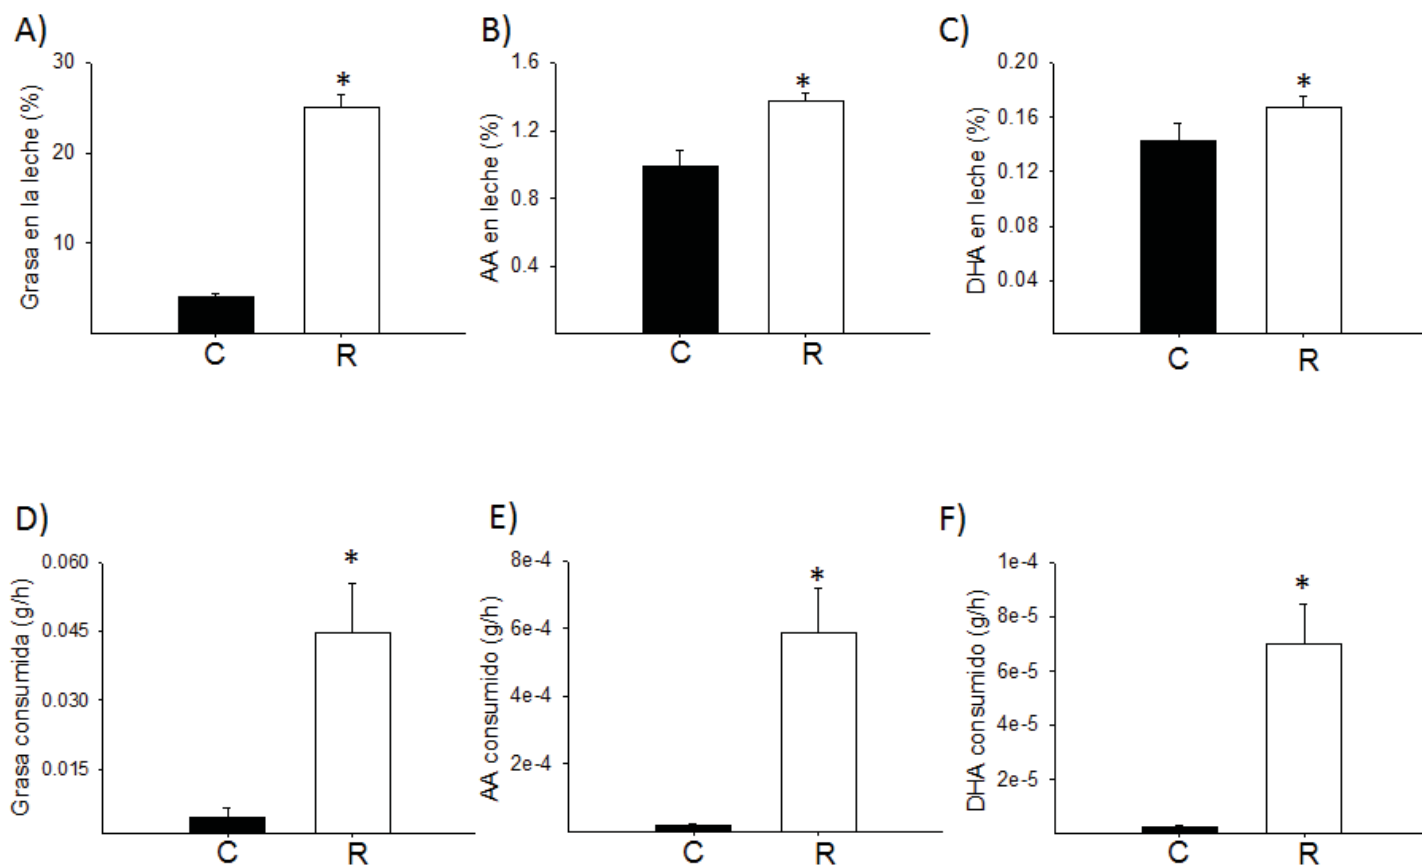 A)
Grasa en la leche (%)
30
20
10
*
C
R
B)
AA en leche (%)
1.6
1.2
0.8
0.4
*
C
R
C)
DHA en leche (%)
0.20
0.16
0.12
0.08
0.04
*
C
R
D)
Grasa consumida (g/h)
0.060
0.045
0.030
0.015
*
C
R
E)
AA consumido (g/h)
8e-4
6e-4
4e-4
2e-4
*
C
R
F)
DHA consumido (g/h)
1e-4
8e-5
6e-5
4e-5
2e-5
*
C
R